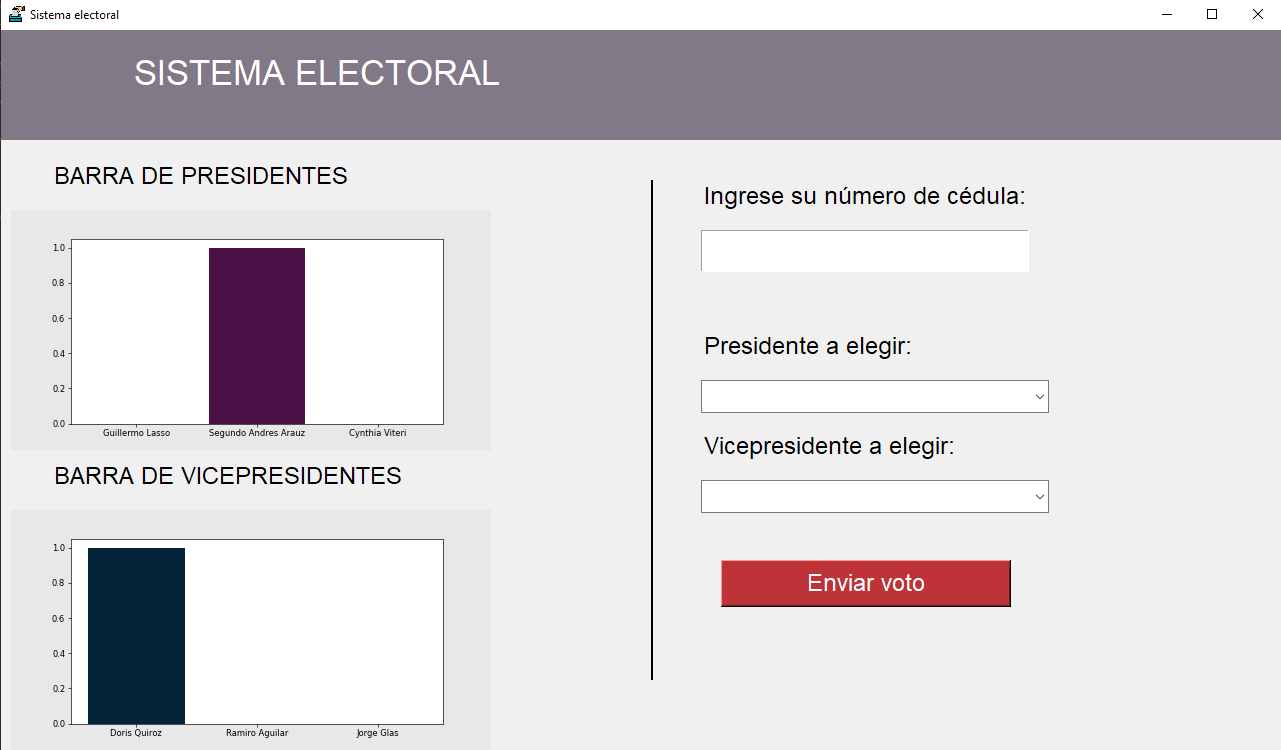 Sistema electoral
SISTEMA ELECTORAL
BARRA DE PRESIDENTES
1.0
0.8
0.6
0.4
0.2
0.0
Guillermo Lasso Segundo Andres Arauz Cynthia Viteri
BARRA DE VICEPRESIDENTES
1.0
0.8
0.6
0.4
0.2
0.0
Doris Quiroz Ramiro Aguilar Jorge Glas
Ingrese su número de cédula:
Presidente a elegir:
Vicepresidente a elegir:
Enviar voto